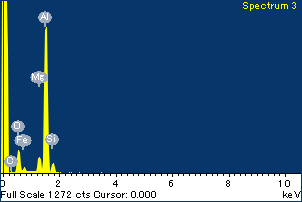 Spectrum 3
Al
Mg
O
Fe
C
Si
0 2 4 6 8 10
Full Scale 1272 cts Cursor: 0.000 keV